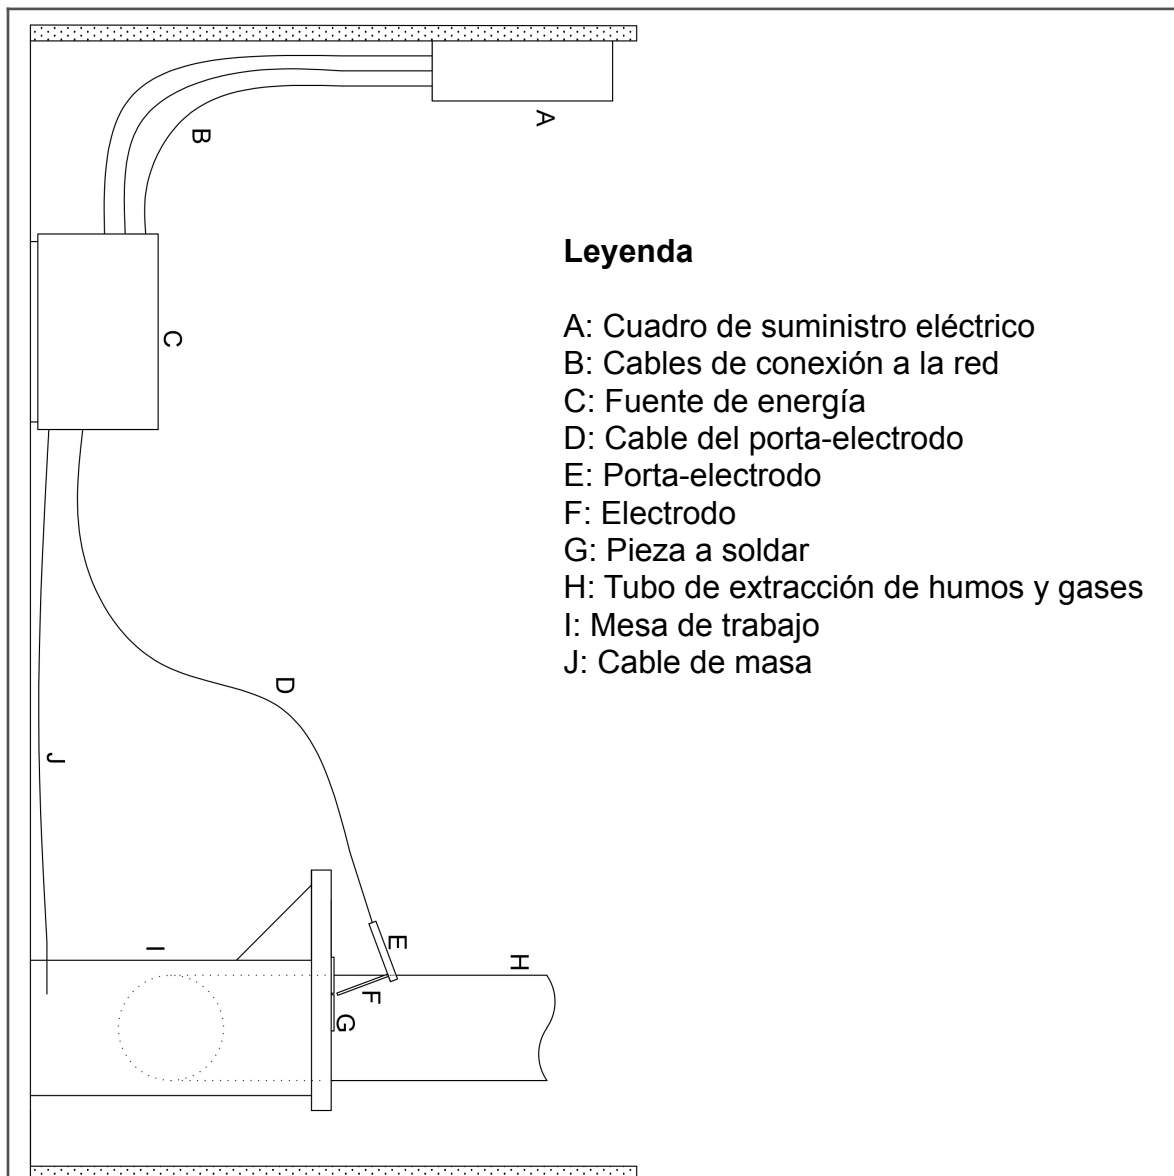 A
B
Leyenda
A: Cuadro de suministro eléctrico
B: Cables de conexión a la red
C: Fuente de energía
D: Cable del porta-electrodo
E: Porta-electrodo
F: Electrodo
G: Pieza a soldar
H: Tubo de extracción de humos y gases
I: Mesa de trabajo
J: Cable de masa
C
D
J
E
I
H
F
G